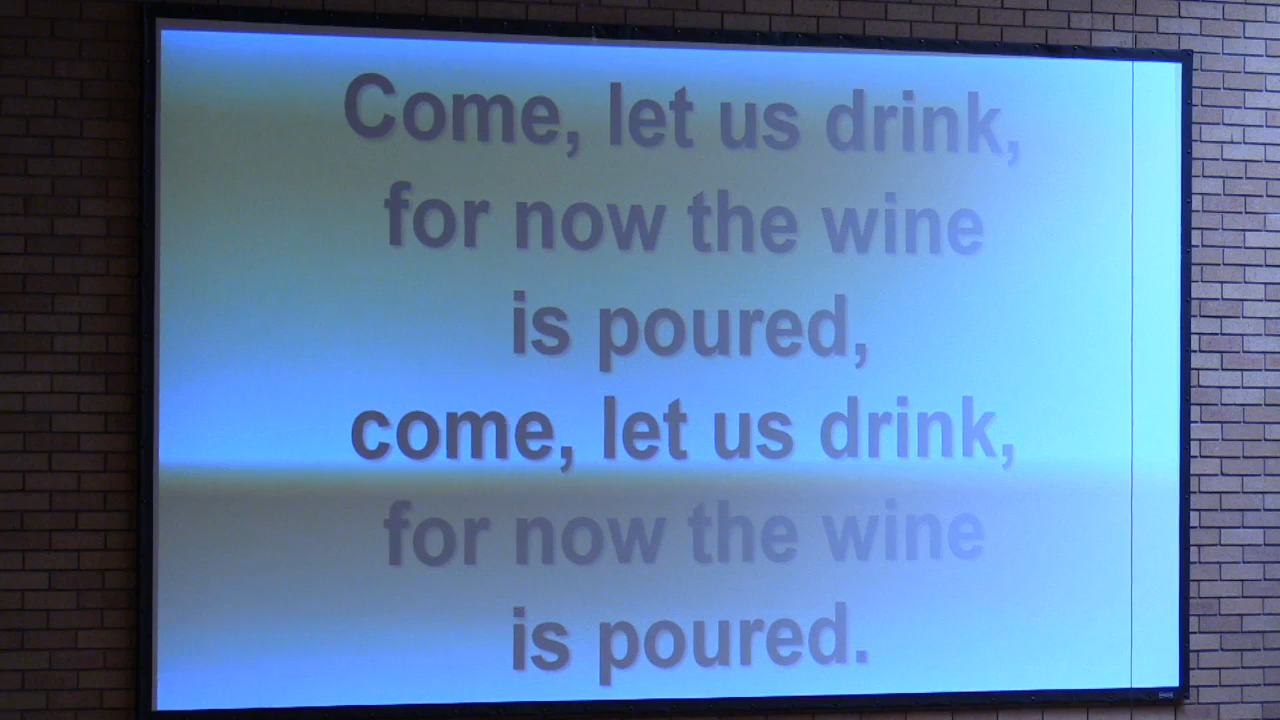 Come, let us drink,
for now the wine
is poured,
come, let us drink,
for now the wine
is poured.